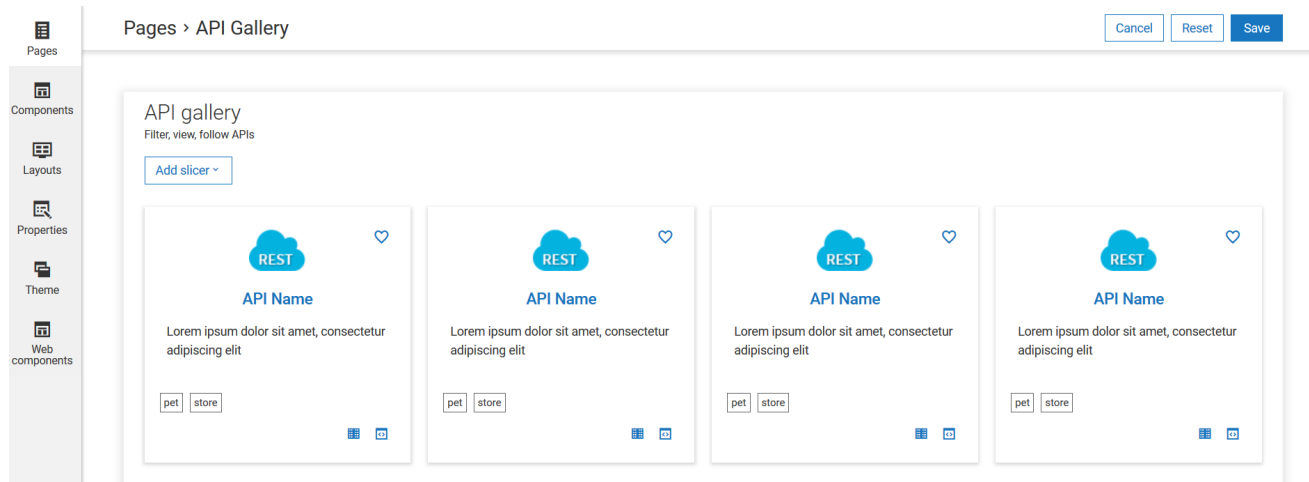 Pages
Components
Layouts
Properties
Theme
Web
components
Pages > API Gallery
Cancel Reset Save
API gallery
Filter, view, follow APIs
Add slicer
REST REST REST REST
API Name API Name API Name API Name
Lorem ipsum dolor sit amet, consectetur Lorem ipsum dolor sit amet, consectetur Lorem ipsum dolor sit amet, consectetur Lorem ipsum dolor sit amet, consectetur
adipiscing elit adipiscing elit adipiscing elit adipiscing elit
pet store pet store pet store pet store